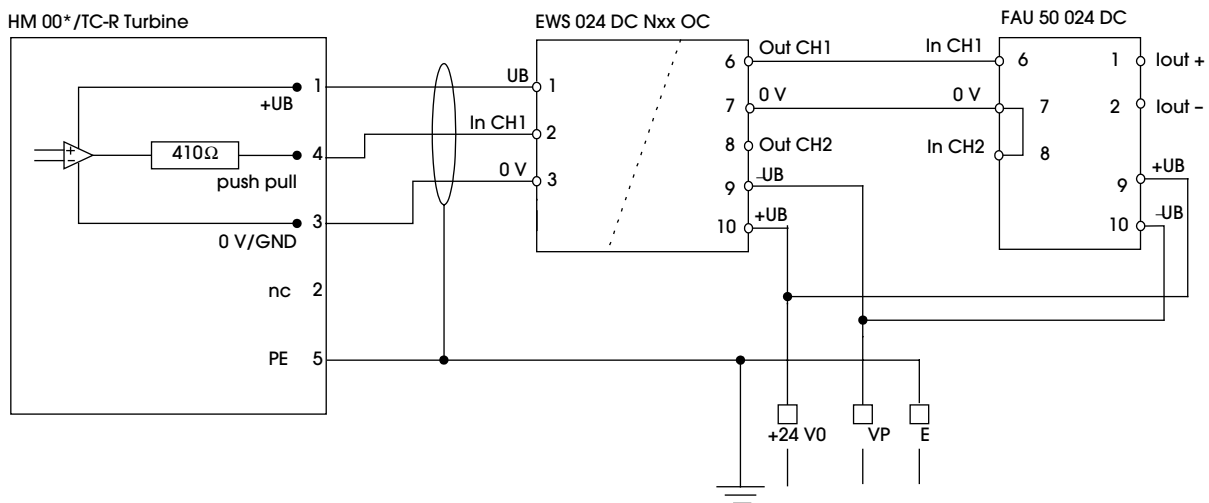 HM 00*/TC-R Turbine
EWS 024 DC Nxx OC
FAU 50 024 DC
1
+UB
410Ω
4
push pull
3
0 V/GND
nc 2
PE 5
UB 1
In CH1 2
0 V 3
6 Out CH1
7 0 V
8 Out CH2
9 –UB
10 +UB
In CH1 6
0 V 7
In CH2 8
1 Iout +
2 Iout –
9 +UB
10 –UB
+24 V0
VP
E